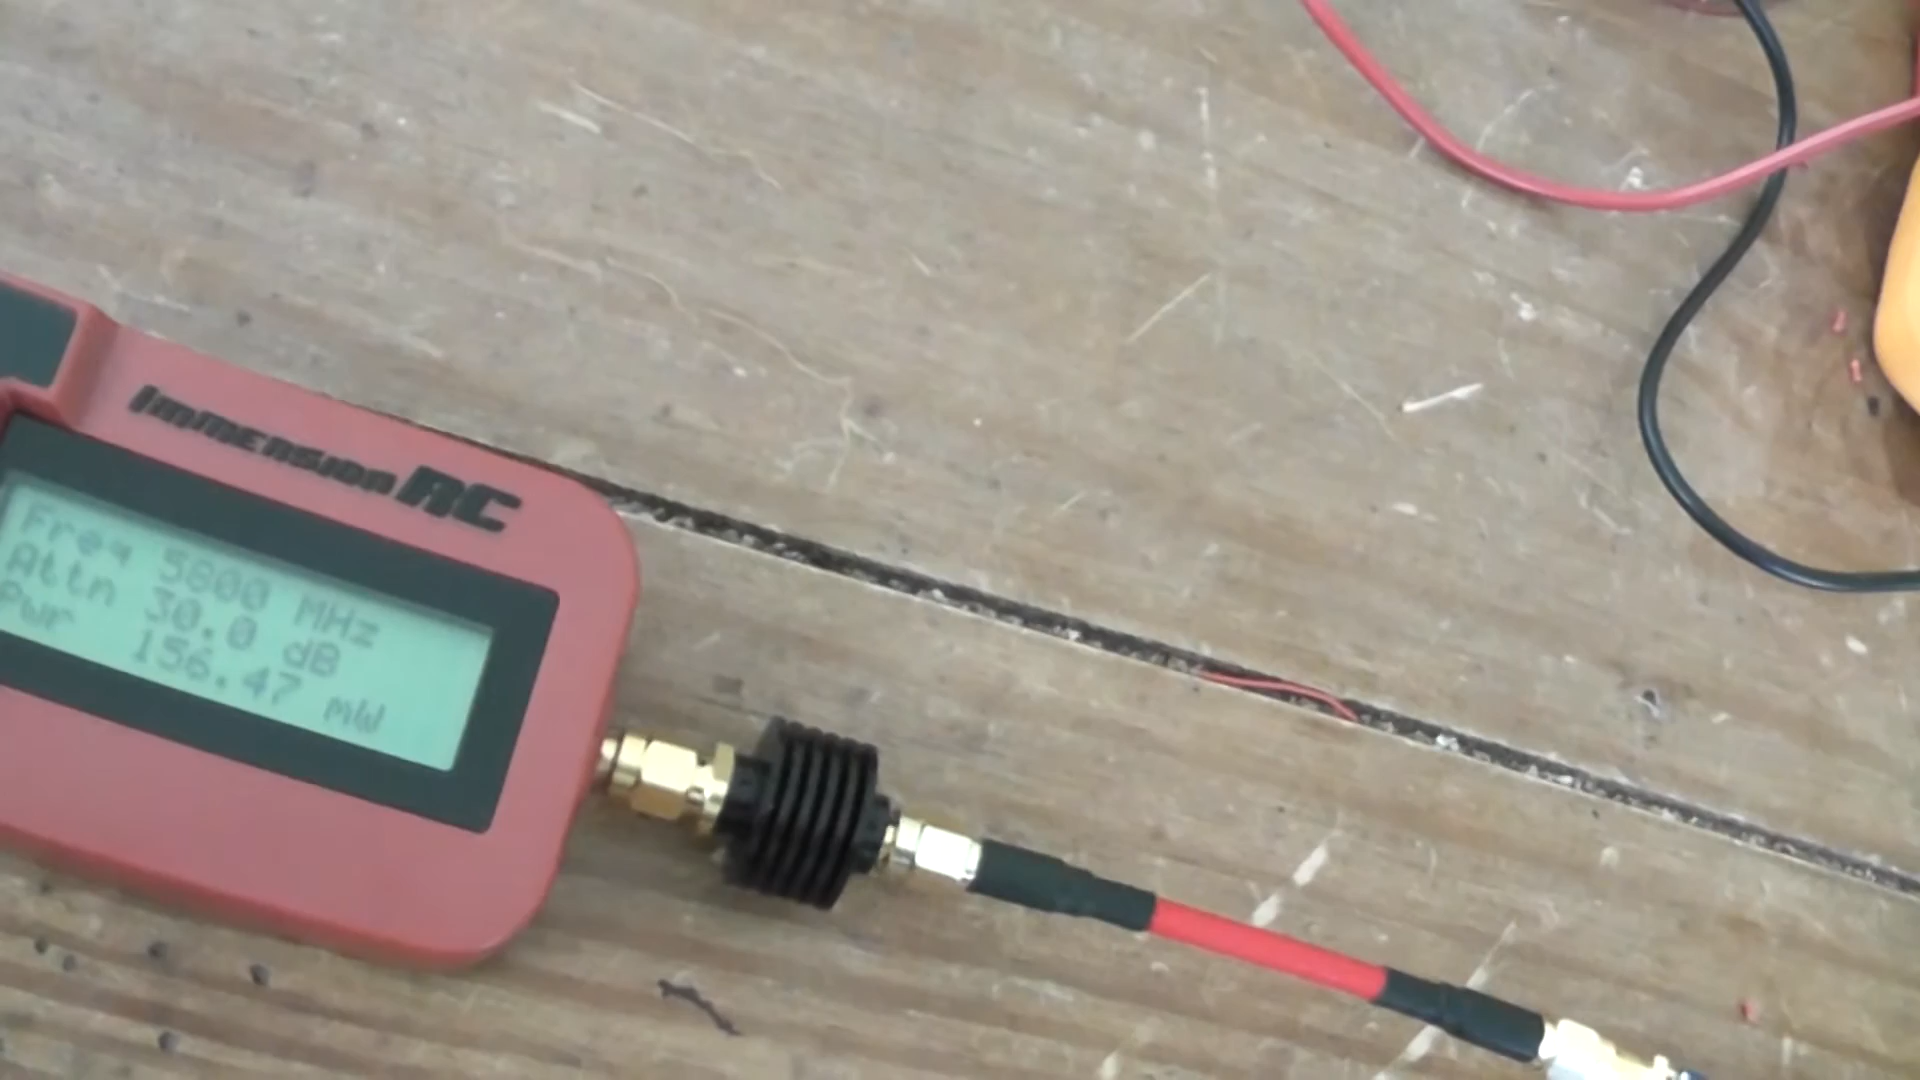 ImmersionRC
Freq 5800 MHz
Attn 30.0 dB
Pwr 156.47 mW